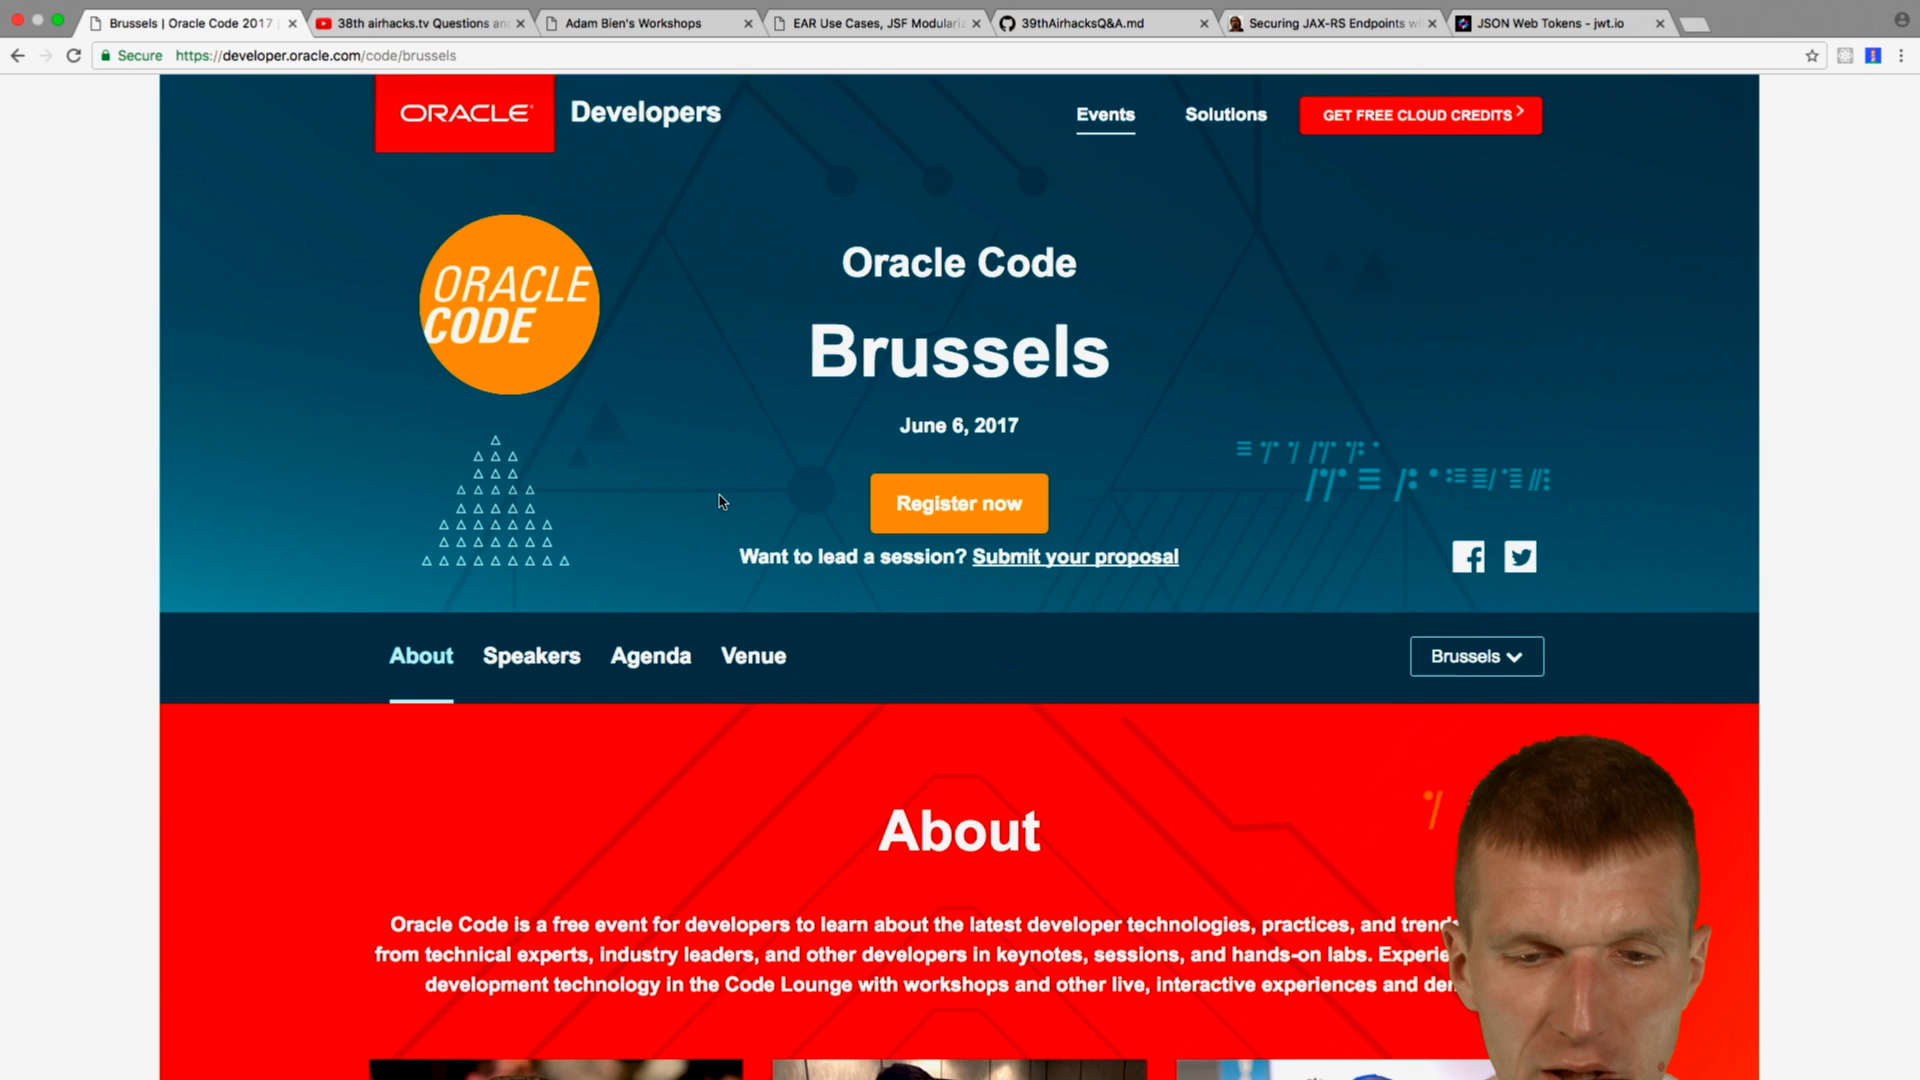 Brussels | Oracle Code 2017
38th airhacks.tv Questions an
Adam Bien's Workshops
EAR Use Cases, JSF Modulari
39thAirhacksQ&A.md
Securing JAX-RS Endpoints wi
JSON Web Tokens - jwt.io
Secure https://developer.oracle.com/code/brussels
ORACLE Developers
Events Solutions GET FREE CLOUD CREDITS
ORACLE
CODE
Oracle Code
Brussels
June 6, 2017
Register now
Want to lead a session? Submit your proposal
About Speakers Agenda Venue
Brussels
About
Oracle Code is a free event for developers to learn about the latest developer technologies, practices, and trend
from technical experts, industry leaders, and other developers in keynotes, sessions, and hands-on labs. Experie
development technology in the Code Lounge with workshops and other live, interactive experiences and